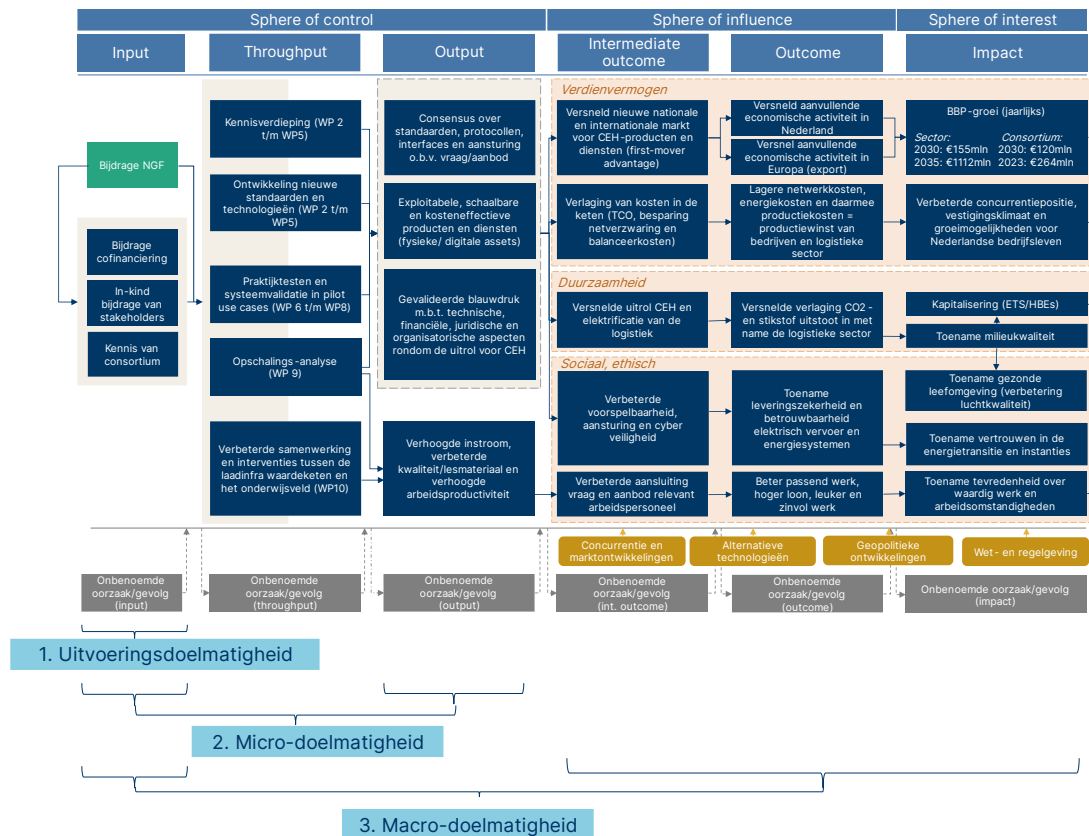 Sphere of control
Sphere of influence
Sphere of interest
Input
Throughput
Output
Intermediate
outcome
Outcome
Impact
Bijdrage NGF
Bijdrage
cofinanciering
In-kind
bijdrage van
stakeholders
Kennis van
consortium
Kennisverdieping (WP 2
t/m WP5)
Ontwikkeling nieuwe
standaarden en
technologieën (WP 2 t/m
WP5)
Praktijktesten en
systeemvalidatie in pilot
use cases (WP 6 t/m WP8)
Opschalings-analyse
(WP 9)
Verbeterde samenwerking
en interventies tussen de
laadinfra waardeketen en
het onderwijsveld (WP10)
Consensus over
standaarden, protocollen,
interfaces en aansturing
o.b.v. vraag/aanbod
Exploitabele, schaalbare
en kosteneffectieve
producten en diensten
(fysieke/ digitale assets)
Gevalideerde blauwdruk
m.b.t. technische,
financiële, juridische en
organisatorische aspecten
rondom de uitrol voor CEH
Verhoogde instroom,
verbeterde
kwaliteit/lesmateriaal en
verhoogde
arbeidsproductiviteit
Verdienvermogen
Versneld nieuwe nationale
en internationale markt
voor CEH-producten en
diensten (first-mover
advantage)
Versneld aanvullende
economische activiteit in
Nederland
Versnel aanvullende
economische activiteit in
Europa (export)
BBP-groei (jaarlijks)
Sector:
2030: €155mln
2035: €1112mln
Consortium:
2030: €120mln
2023: €264mln
Verlaging van kosten in de
keten (TCO, besparing
netverzwaring en
balanceerkosten)
Lagere netwerkkosten,
energiekosten en daarmee
productiekosten =
productiewinst van
bedrijven en logistieke
sector
Verbeterde concurrentiepositie,
vestigingsklimaat en
groeimogelijkheden voor
Nederlandse bedrijfsleven
Duurzaamheid
Versnelde uitrol CEH en
elektrificatie van de
logistiek
Versnelde verlaging CO2 -
en stikstof uitstoot in met
name de logistieke sector
Kapitalisering (ETS/HBEs)
Toename milieukwaliteit
Sociaal, ethisch
Verbeterde
voorspelbaarheid,
aansturing en cyber
veiligheid
Toename
leveringszekerheid en
betrouwbaarheid
elektrisch vervoer en
energiesystemen
Toename gezonde
leefomgeving (verbetering
luchtkwaliteit)
Toename vertrouwen in de
energietransitie en instanties
Verbeterde aansluiting
vraag en aanbod relevant
arbeidspersoneel
Beter passend werk,
hoger loon, leuker en
zinvol werk
Toename tevredenheid over
waardig werk en
arbeidsomstandigheden
Concurrentie en
marktontwikkelingen
Alternatieve
technologieën
Geopolitieke
ontwikkelingen
Wet- en regelgeving
Onbenoemde
oorzaak/gevolg
(input)
Onbenoemde
oorzaak/gevolg
(throughput)
Onbenoemde
oorzaak/gevolg
(output)
Onbenoemde
oorzaak/gevolg
(int. outcome)
Onbenoemde
oorzaak/gevolg
(outcome)
Onbenoemde oorzaak/gevolg
(impact)
1. Uitvoeringsdoelmatigheid
2. Micro-doelmatigheid
3. Macro-doelmatigheid